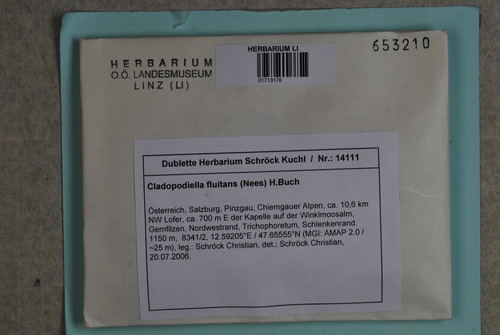 HERBARIUM
O.Ö. LANDESMUSEUM
LINZ (LI)
HERBARIUM LI
01713176
653210
Dublette Herbarium Schröck Kuchl / Nr.: 14111
Cladopodiella fluitans (Nees) H.Buch
Österreich, Salzburg, Pinzgau, Chiemgauer Alpen, ca. 10,6 km
NW Lofer, ca. 700 m E der Kapelle auf der Winklmoosalm,
Gernfilzen, Nordwestrand, Trichophoretum, Schlenkenrand.
1150 m, 8341/2, 12.59205°E / 47.65555°N (MGI: AMAP 2.0 /
~25 m), leg.: Schröck Christian, det.: Schröck Christian,
20.07.2006.